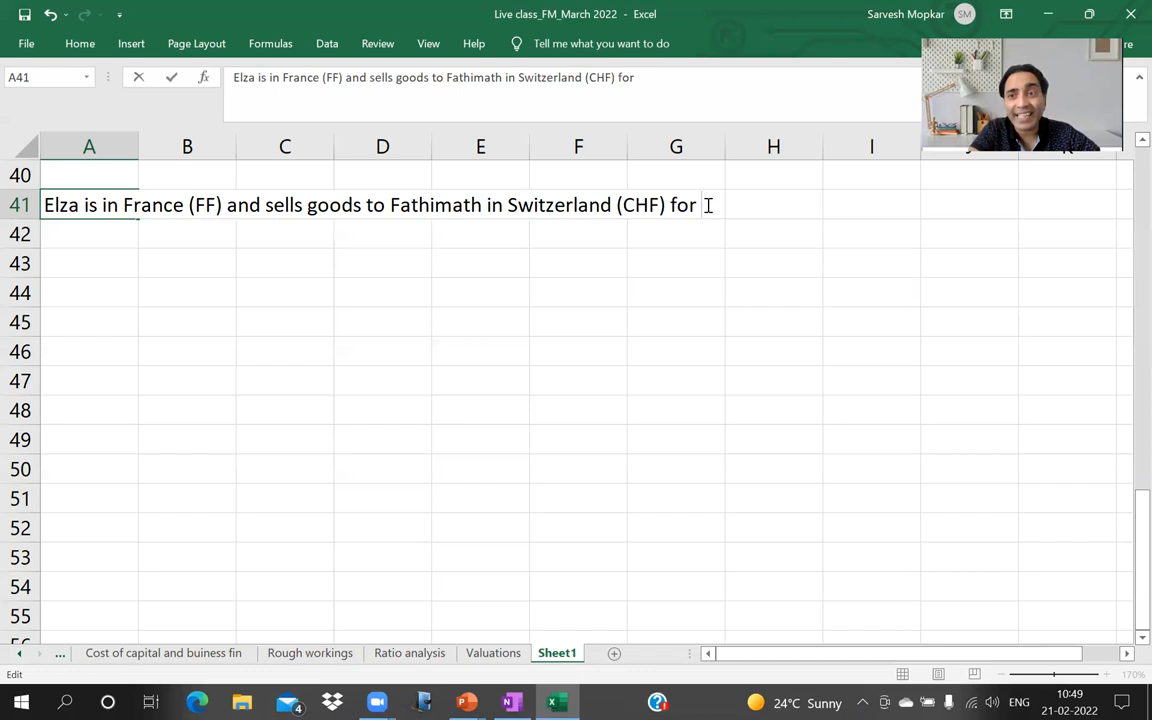 Live class_FM_March 2022 - Excel
Sarvesh Mopkar
SM
File Home Insert Page Layout Formulas Data Review View Help Tell me what you want to do
A41
fx
Elza is in France (FF) and sells goods to Fathimath in Switzerland (CHF) for
A B C D E F G H I
40
41 Elza is in France (FF) and sells goods to Fathimath in Switzerland (CHF) for
42
43
44
45
46
47
48
49
50
51
52
53
54
55
56
... Cost of capital and buiness fin Rough workings Ratio analysis Valuations Sheet1
Edit
170%
4
24°C Sunny
ENG
10:49
21-02-2022